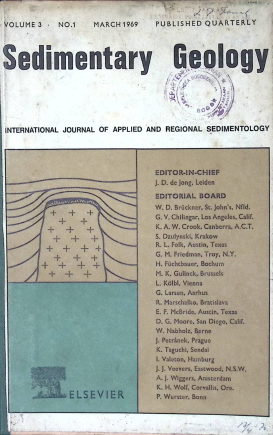 VOLUME 3 · NO.1 MARCH 1969 PUBLISHED QUARTERLY
Sedimentary Geology
INTERNATIONAL JOURNAL OF APPLIED AND REGIONAL SEDIMENTOLOGY
EDITOR-IN-CHIEF
J. D. de Jong, Leiden
EDITORIAL BOARD
W. D. Brückner, St. John's, Nfld.
G. V. Chilingar, Los Angeles, Calif.
K. A. W. Crook, Canberra, A.C.T.
S. Dzulynski, Krakow
R. L. Folk, Austin, Texas
G. M. Friedman, Troy, N.Y.
H. Füchtbauer, Bochum
M. K. Gulinck, Brussels
L. Kölbl, Vienna
G. Larsen, Aarhus
R. Marschalko, Bratislava
E. F. McBride, Austin, Texas
D. G. Moore, San Diego, Calif.
W. Nabholz, Berne
J. Petránek, Prague
K. Taguchi, Sendai
I. Valeton, Hamburg
J. J. Veevers, Eastwood, N.S.W.
A. J. Wiggers, Amsterdam
K. H. Wolf, Corvallis, Ore.
P. Wurster, Bonn
ELSEVIER